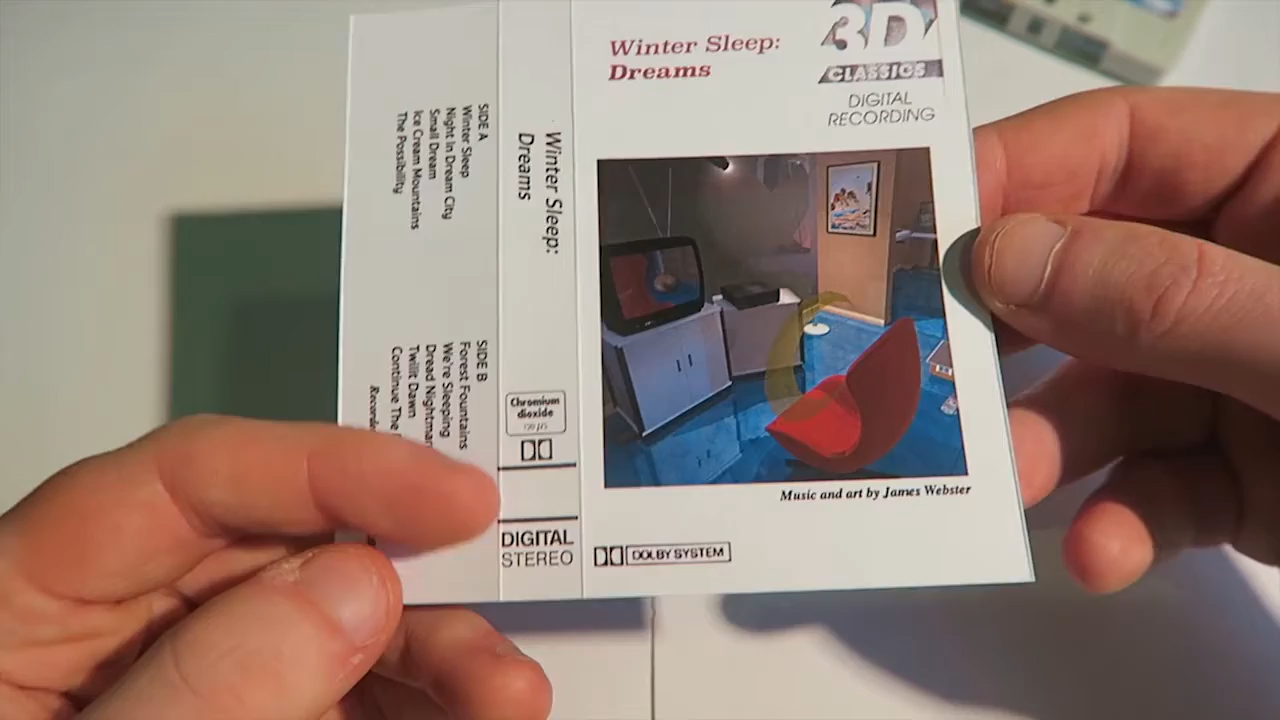 SIDE A
Winter Sleep
Night In Dream City
Small Dream
Ice Cream Mountains
The Possibility
SIDE B
Forest Fountains
We're Sleeping
Dread Nightmar
Twilit Dawn
Continue The
Recorde
Winter Sleep:
Dreams
Chromium
dioxide
DIGITAL
STEREO
Winter Sleep:
Dreams
3D
CLASSICS
DIGITAL
RECORDING
Music and art by James Webster
DOLBY SYSTEM